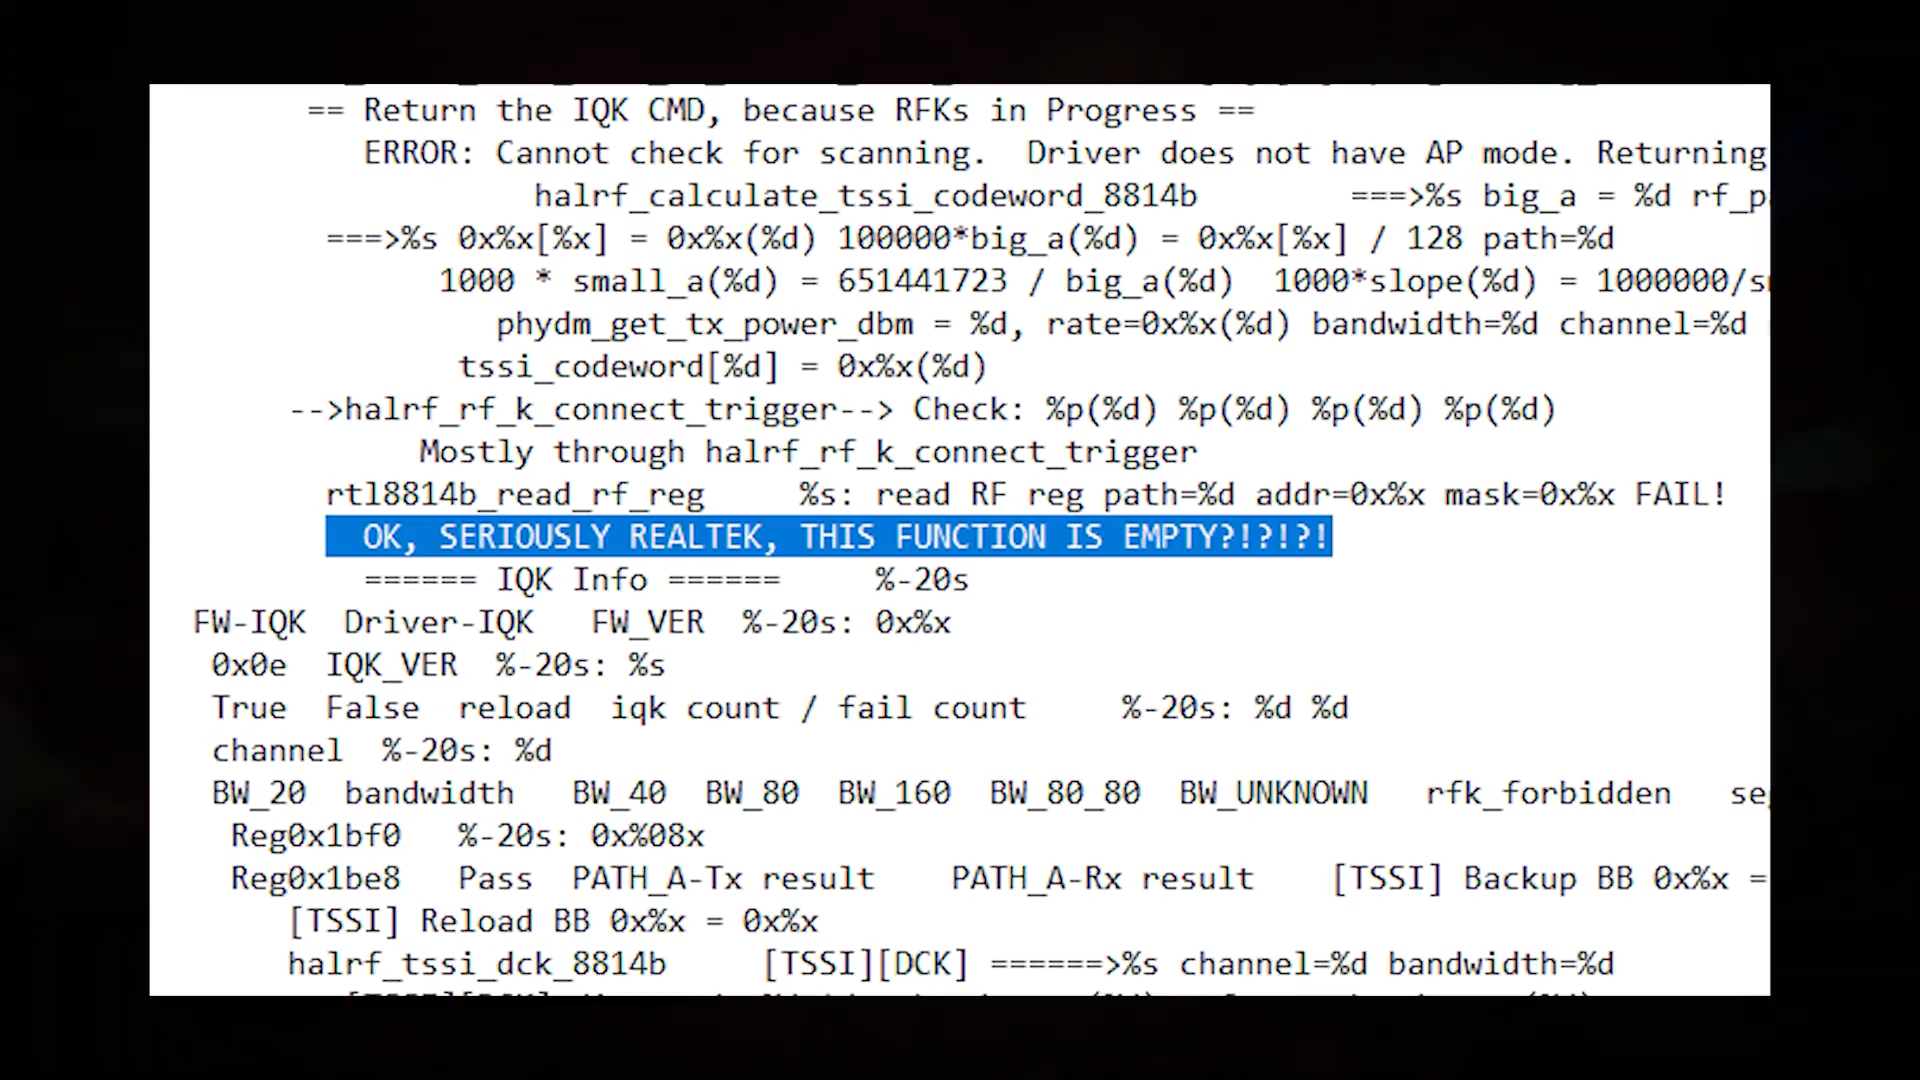 == Return the IQK CMD, because RFKs in Progress ==
ERROR: Cannot check for scanning.  Driver does not have AP mode. Returning
halrf_calculate_tssi_codeword_8814b ===>%s big_a = %d
===>%s 0x%x[%x] = 0x%x(%d) 100000*big_a(%d) = 0x%x[%x] / 128 path=%d
1000 * small_a(%d) = 651441723 / big_a(%d)  1000*slope(%d) =
phydm_get_tx_power_dbm = %d, rate=0x%x(%d) bandwidth=%d channel=%d
tssi_codeword[%d] = 0x%x(%d)
-->halrf_rf_k_connect_trigger--> Check: %p(%d) %p(%d) %p(%d) %p(%d)
Mostly through halrf_rf_k_connect_trigger
rtl8814b_read_rf_reg %s: read RF reg path=%d addr=0x%x mask=0x%x FAIL!
OK, SERIOUSLY REALTEK, THIS FUNCTION IS EMPTY?!?!?!
====== IQK Info ====== %-20s
FW-IQK  Driver-IQK   FW_VER  %-20s: 0x%x
0x0e  IQK_VER  %-20s: %s
True  False  reload  iqk count / fail count %-20s: %d %d
channel  %-20s: %d
BW_20  bandwidth   BW_40  BW_80  BW_160  BW_80_80  BW_UNKNOWN   rfk_forbidden
Reg0x1bf0   %-20s: 0x%08x
Reg0x1be8   Pass  PATH_A-Tx result    PATH_A-Rx result    [TSSI] Backup BB 0x%x =
[TSSI] Reload BB 0x%x = 0x%x
halrf_tssi_dck_8814b [TSSI][DCK] ======>%s channel=%d bandwidth=%d